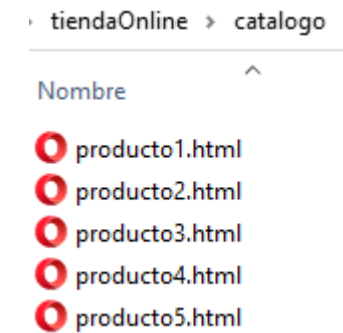 › tiendaOnline › catalogo
Nombre
producto1.html
producto2.html
producto3.html
producto4.html
producto5.html